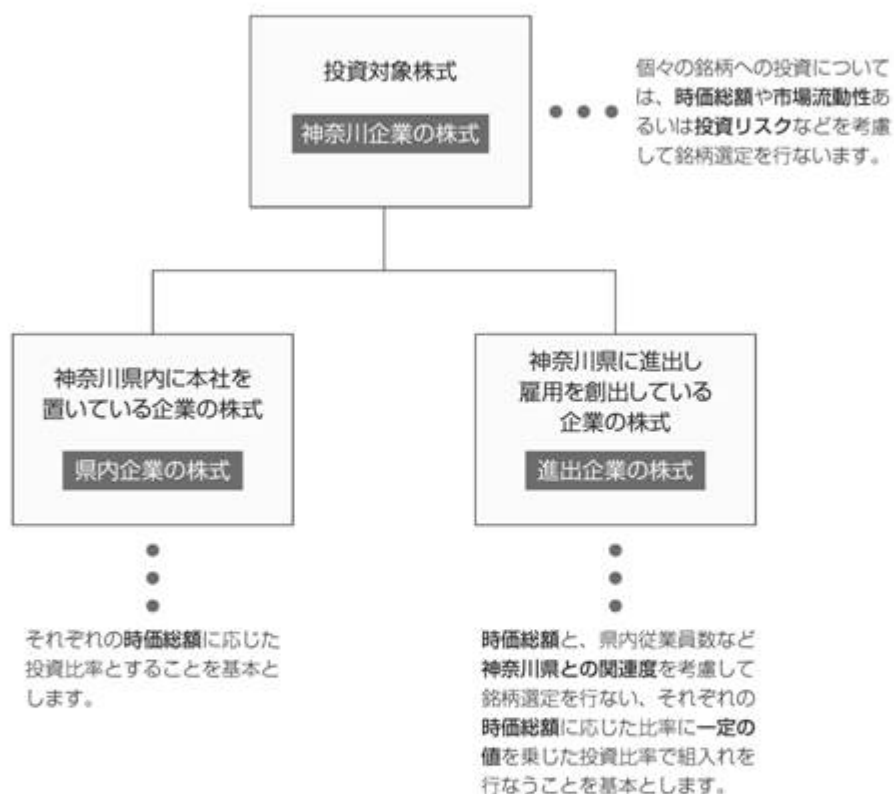 投資対象株式
神奈川企業の株式
個々の銘柄への投資について
は、時価総額や市場流動性あ
るいは投資リスクなどを考慮
して銘柄選定を行ないます。
神奈川県内に本社を
置いている企業の株式
県内企業の株式
それぞれの時価総額に応じた
投資比率とすることを基本と
します。
神奈川県に進出し
雇用を創出している
企業の株式
進出企業の株式
時価総額と、県内従業員数など
神奈川県との関連度を考慮して
銘柄選定を行ない、それぞれの
時価総額に応じた比率に一定の
値を乗じた投資比率で組入れを
行なうことを基本とします。